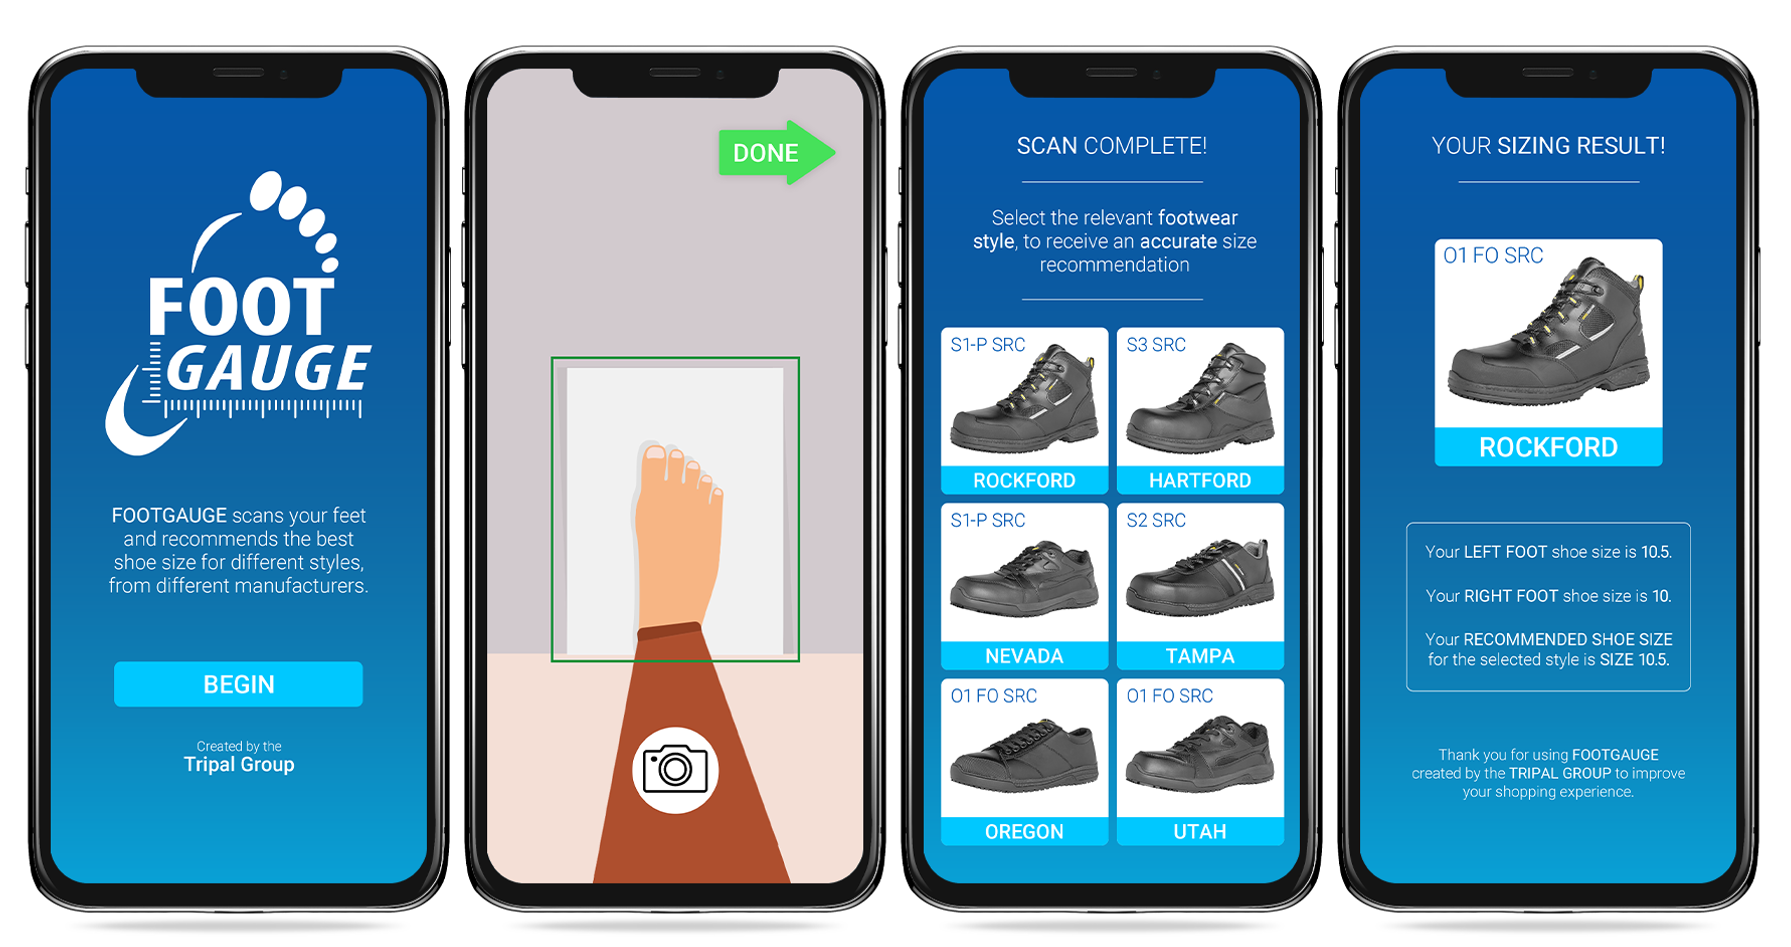 FOOT
GAUGE
FOOTGAUGE scans your feet
and recommends the best
shoe size for different styles,
from different manufacturers.
BEGIN
Created by the
Tripal Group
DONE
SCAN COMPLETE!
Select the relevant footwear
style, to receive an accurate size
recommendation
S1-P SRC
ROCKFORD
S3 SRC
HARTFORD
S1-P SRC
NEVADA
S2 SRC
TAMPA
O1 FO SRC
OREGON
O1 FO SRC
UTAH
YOUR SIZING RESULT!
O1 FO SRC
ROCKFORD
Your LEFT FOOT shoe size is 10.5.
Your RIGHT FOOT shoe size is 10.
Your RECOMMENDED SHOE SIZE
for the selected style is SIZE 10.5.
Thank you for using FOOTGAUGE
created by the TRIPAL GROUP to improve
your shopping experience.